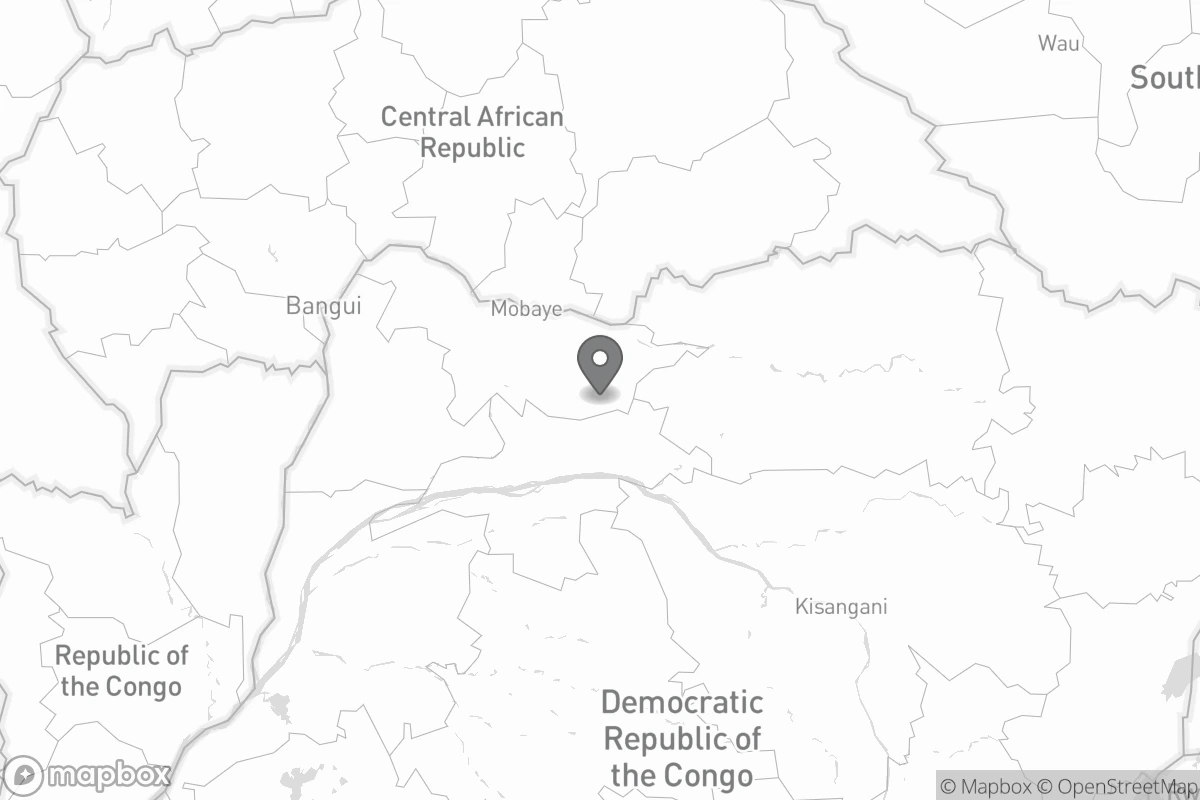 Wau
South
Central African
Republic
Bangui
Mobaye
Kisangani
Republic of
the Congo
Democratic
Republic of
the Congo
mapbox
© Mapbox © OpenStreetMap